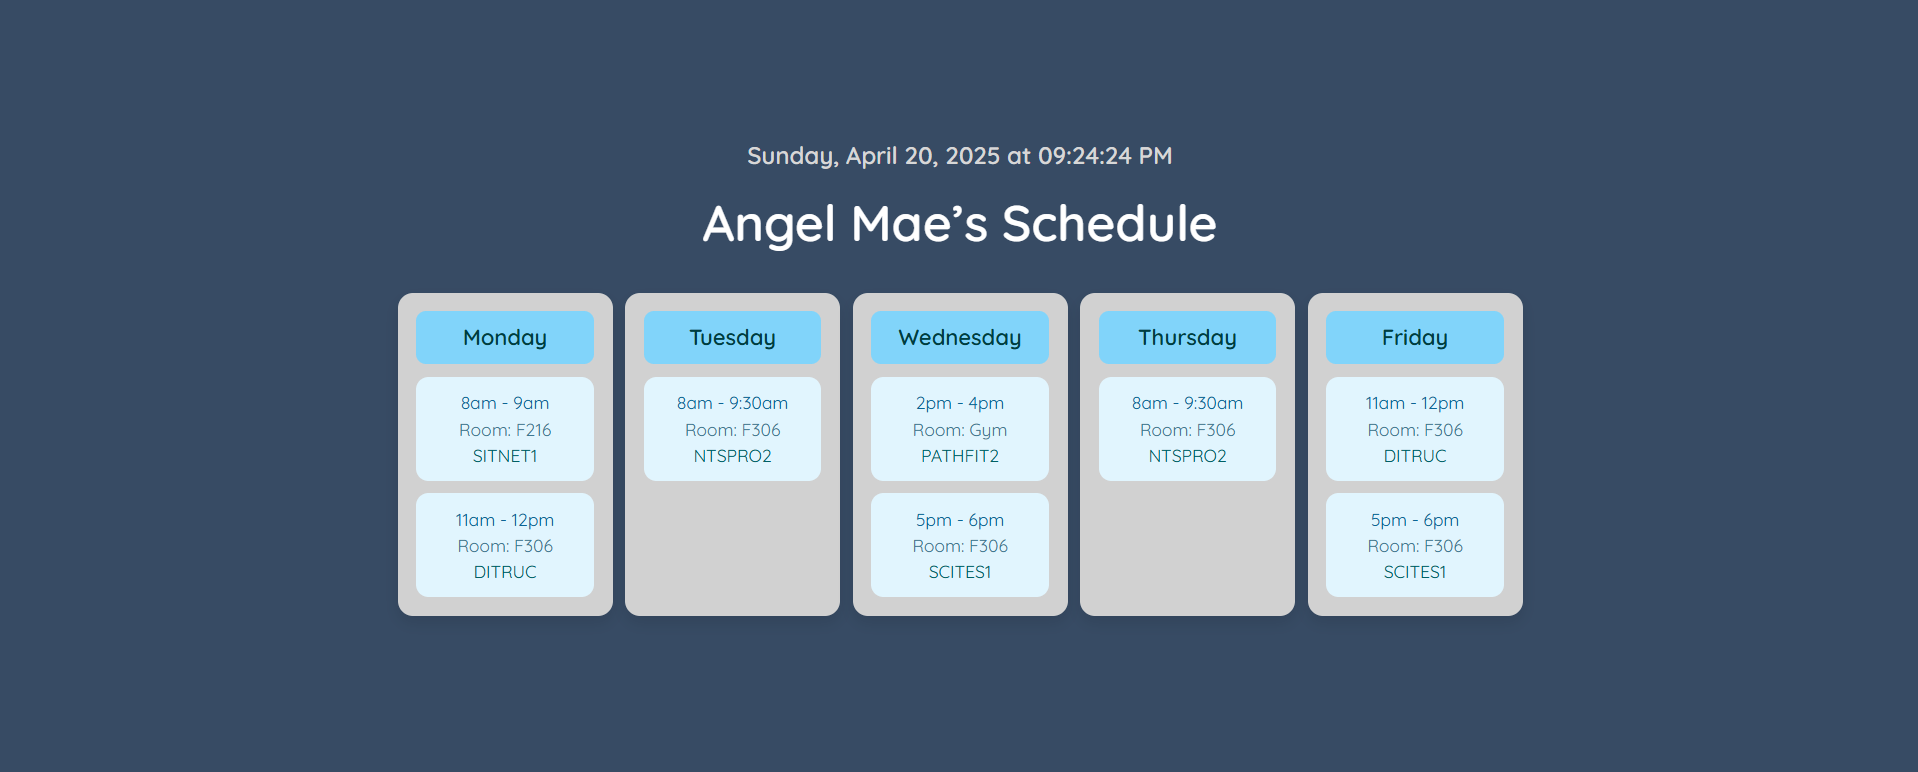 Sunday, April 20, 2025 at 09:24:24 PM
Angel Mae’s Schedule
Monday
8am - 9am
Room: F216
SITNET1
11am - 12pm
Room: F306
DITRUC
Tuesday
8am - 9:30am
Room: F306
NTSPRO2
Wednesday
2pm - 4pm
Room: Gym
PATHFIT2
5pm - 6pm
Room: F306
SCITES1
Thursday
8am - 9:30am
Room: F306
NTSPRO2
Friday
11am - 12pm
Room: F306
DITRUC
5pm - 6pm
Room: F306
SCITES1